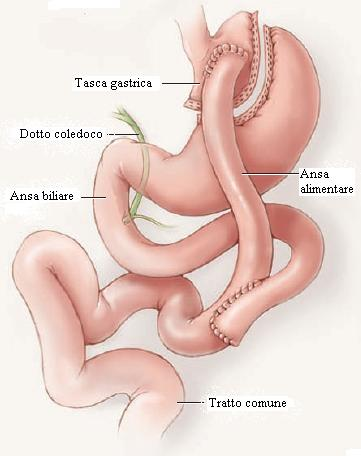 Tasca gastrica
Dotto coledoco
Ansa biliare
Ansa
alimentare
Tratto comune